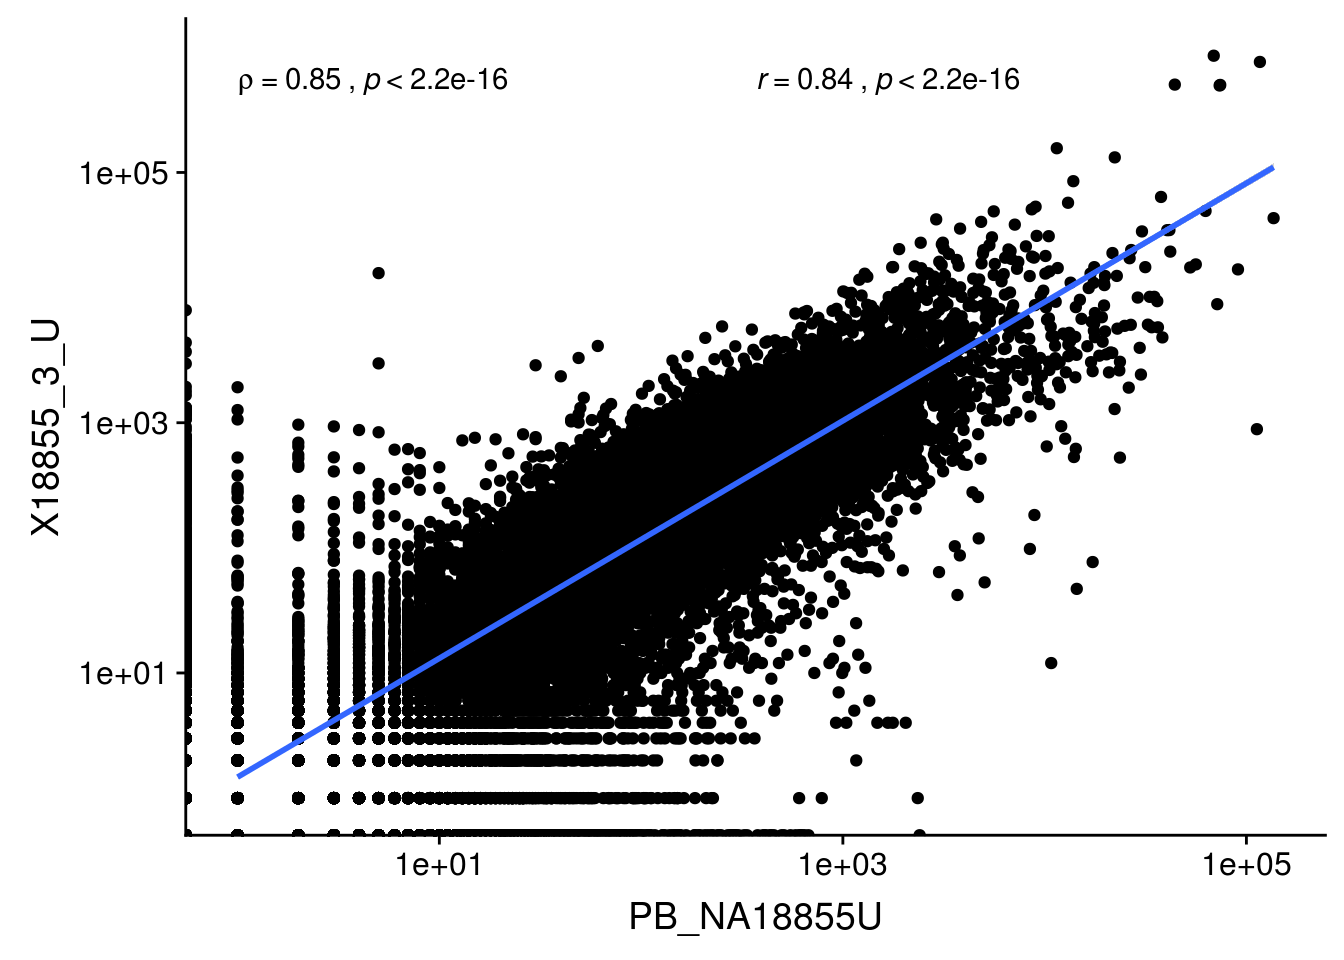 ρ = 0.85 , p < 2.2e-16
r = 0.84 , p < 2.2e-16
1e+05
1e+03
1e+01
X18855_3_U
1e+01
1e+03
1e+05
PB_NA18855U